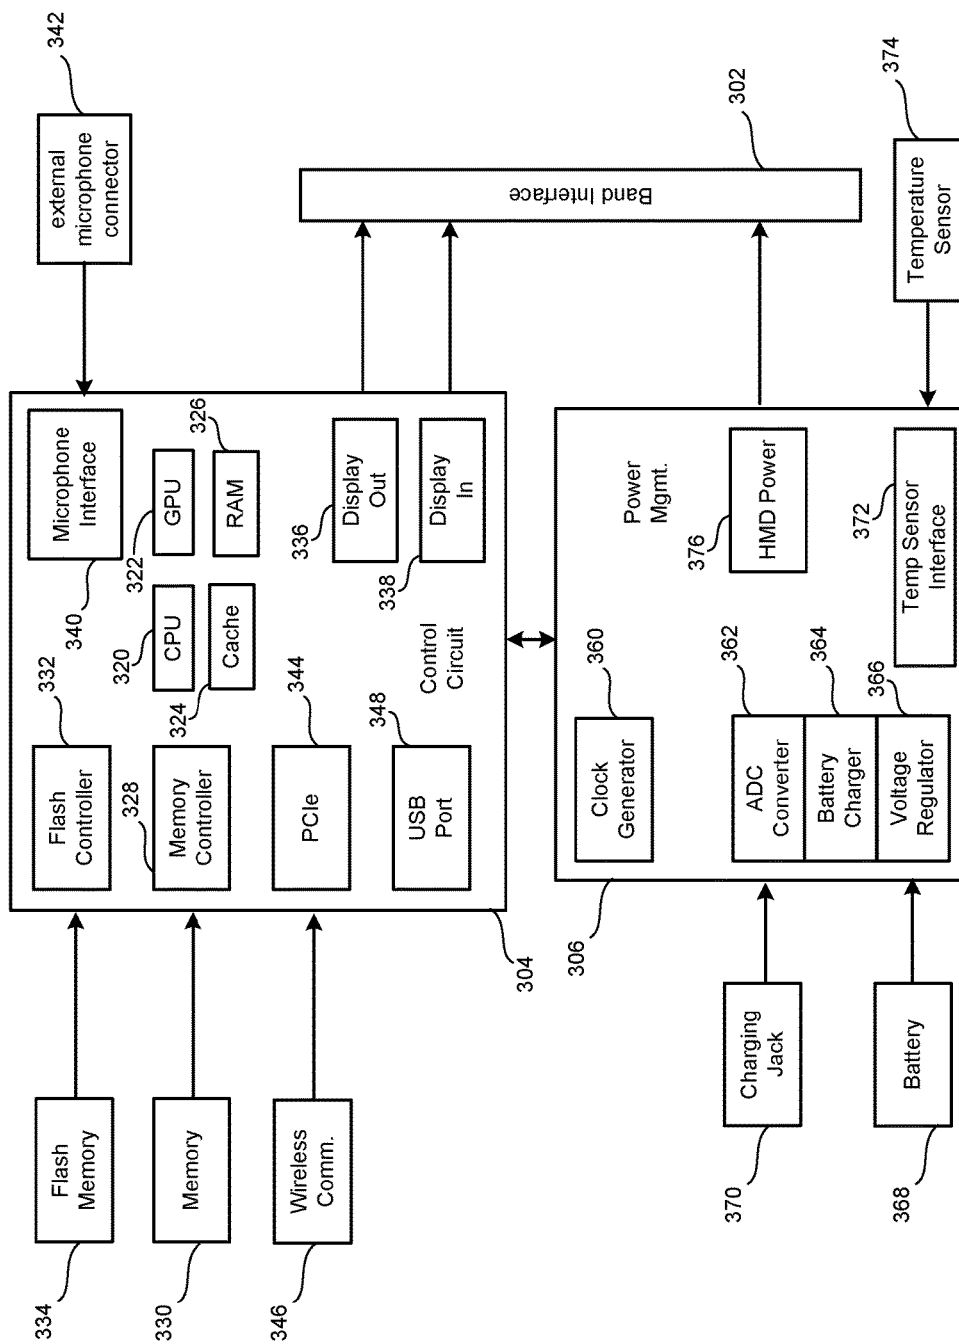 334
Flash
Memory
330
Memory
346
Wireless
Comm.
332
Flash
Controller
328
Memory
Controller
344
PCIe
348
USB
Port
304
320
CPU
324
Cache
322
GPU
326
RAM
340
Microphone
Interface
336
Display
Out
338
Display
In
Control
Circuit
342
external
microphone
connector
302
Band Interface
370
Charging
Jack
368
Battery
306
360
Clock
Generator
362
ADC
Converter
364
Battery
Charger
366
Voltage
Regulator
Power
Mgmt.
376
HMD Power
372
Temp Sensor
Interface
374
Temperature
Sensor